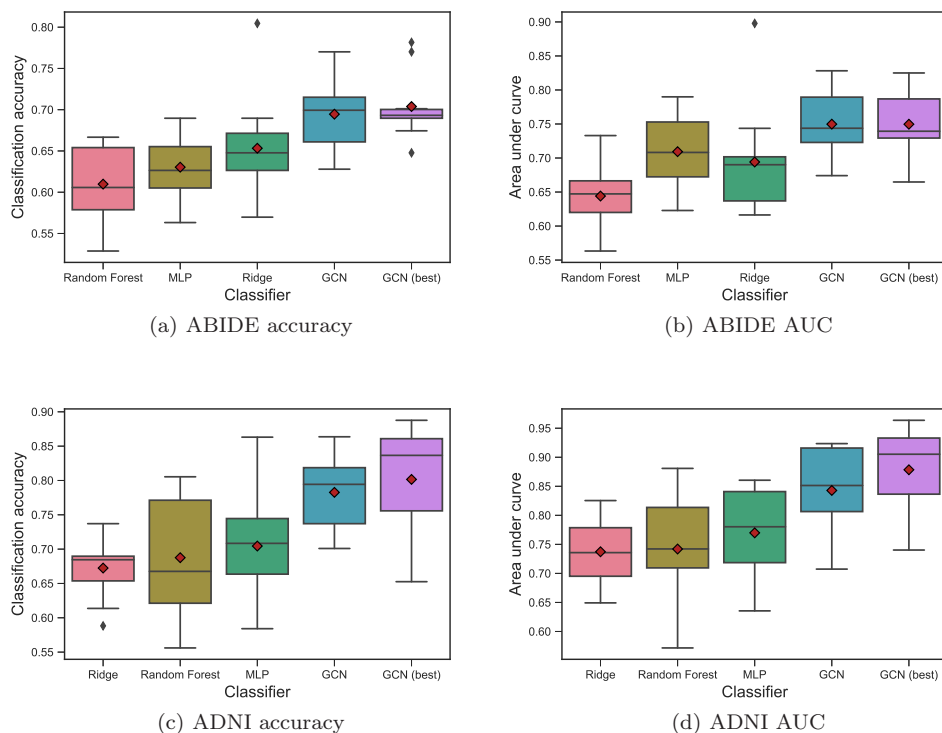 0.80
0.75
0.70
0.65
0.60
0.55
Classification accuracy
Random Forest MLP Ridge GCN GCN (best)
Classifier
(a) ABIDE accuracy
0.90
0.85
0.80
0.75
0.70
0.65
0.60
0.55
Area under curve
Random Forest MLP Ridge GCN GCN (best)
Classifier
(b) ABIDE AUC
0.90
0.85
0.80
0.75
0.70
0.65
0.60
0.55
Classification accuracy
Ridge Random Forest MLP GCN GCN (best)
Classifier
(c) ADNI accuracy
0.95
0.90
0.85
0.80
0.75
0.70
0.65
0.60
Area under curve
Ridge Random Forest MLP GCN GCN (best)
Classifier
(d) ADNI AUC